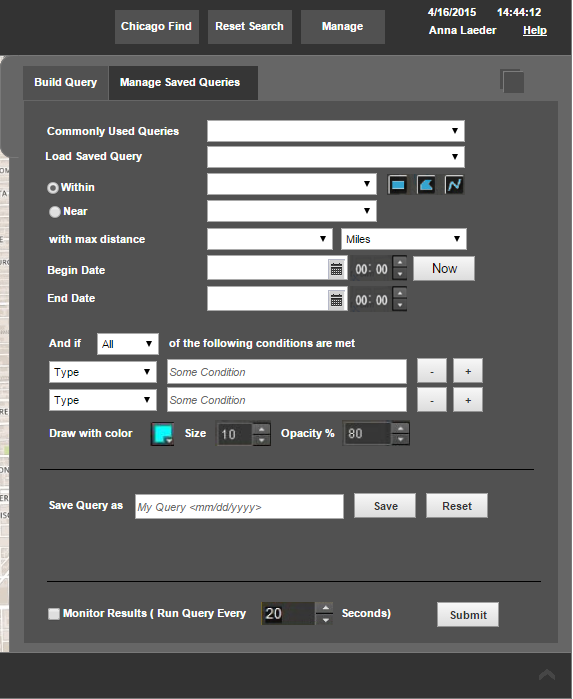 4/16/2015 14:44:12
Chicago Find Reset Search Manage
Anna Laeder Help
Build Query Manage Saved Queries
Commonly Used Queries
Load Saved Query
Within
Near
with max distance Miles
Begin Date 00: 00 Now
End Date 00: 00
And if All of the following conditions are met
Type Some Condition - +
Type Some Condition - +
Draw with color Size 10 Opacity % 80
Save Query as My Query <mm/dd/yyyy> Save Reset
Monitor Results ( Run Query Every 20 Seconds) Submit